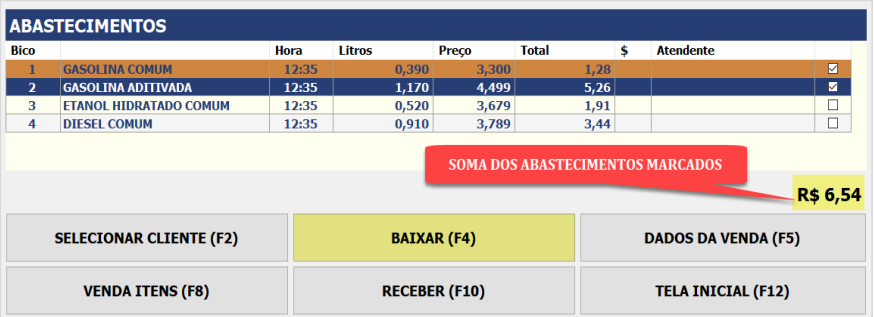 ABASTECIMENTOS
Bico Hora Litros Preço Total $ Atendente
1 GASOLINA COMUM 12:35 0,390 3,300 1,28
2 GASOLINA ADITIVADA 12:35 1,170 4,499 5,26
3 ETANOL HIDRATADO COMUM 12:35 0,520 3,679 1,91
4 DIESEL COMUM 12:35 0,910 3,789 3,44
SOMA DOS ABASTECIMENTOS MARCADOS
R$ 6,54
SELECIONAR CLIENTE (F2) BAIXAR (F4) DADOS DA VENDA (F5)
VENDA ITENS (F8) RECEBER (F10) TELA INICIAL (F12)